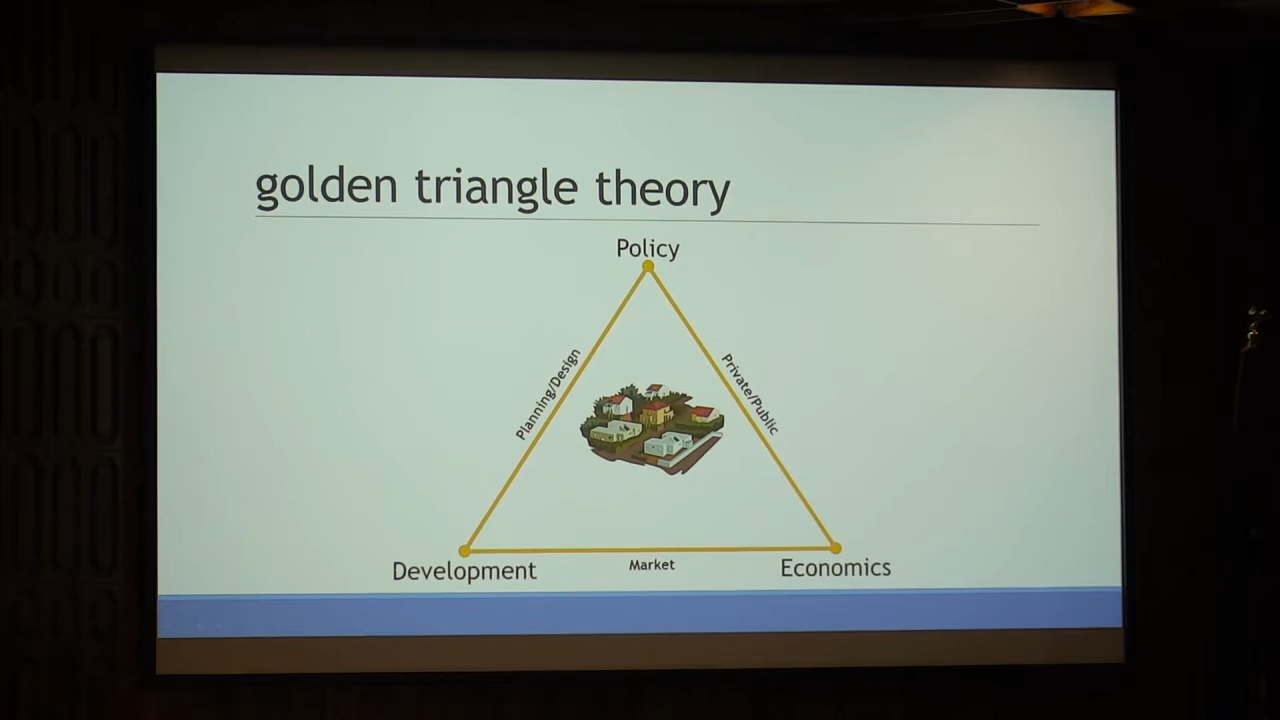 golden triangle theory
Policy
Planning/Design
Private/Public
Development
Market
Economics